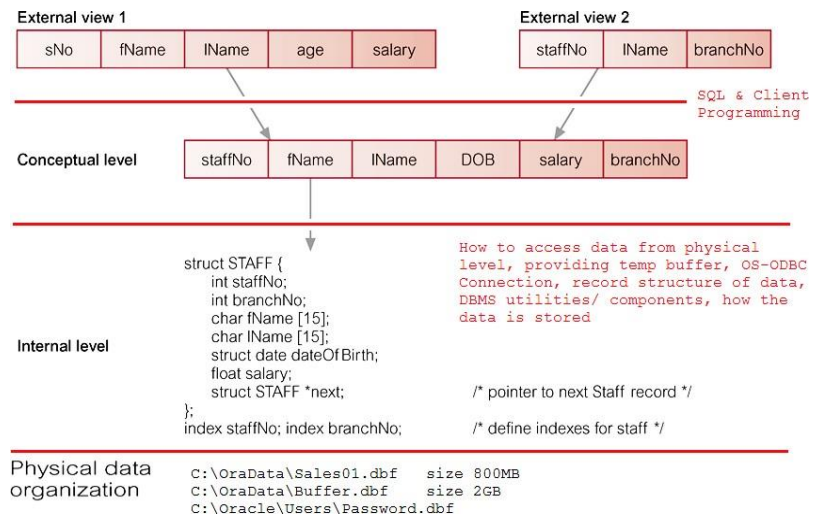 External view 1
External view 2
sNo fName lName age salary
staffNo lName branchNo
SQL & Client
Programming
Conceptual level
staffNo fName lName DOB salary branchNo
How to access data from physical
level, providing temp buffer, OS-ODBC
Connection, record structure of data,
DBMS utilities/ components, how the
data is stored
Internal level
struct STAFF {
int staffNo;
int branchNo;
char fName [15];
char lName [15];
struct date dateOfBirth;
float salary;
struct STAFF *next; /* pointer to next Staff record */
};
index staffNo; index branchNo; /* define indexes for staff */
Physical data
organization
C:\OraData\Sales01.dbf size 800MB
C:\OraData\Buffer.dbf size 2GB
C:\Oracle\Users\Password.dbf